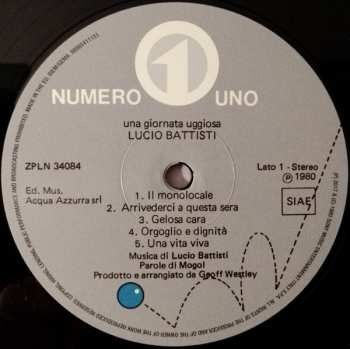 NUMERO 1 UNO
una giornata uggiosa
LUCIO BATTISTI
ZPLN 34084
Lato 1 - Stereo
℗ 1980
Ed. Mus.
Acqua Azzurra srl
SIAE
1. Il monolocale
2. Arrivederci a questa sera
3. Gelosa cara
4. Orgoglio e dignità
5. Una vita viva
Musica di Lucio Battisti
Parole di Mogol
Prodotto e arrangiato da Geoff Westley